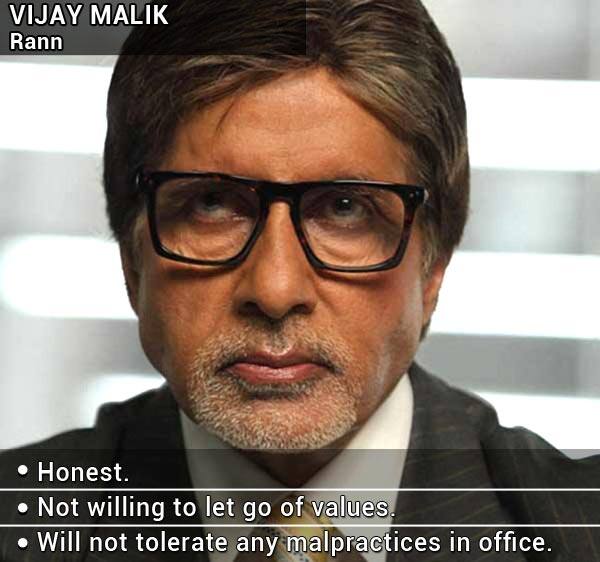 VIJAY MALIK
Rann
• Honest.
• Not willing to let go of values.
• Will not tolerate any malpractices in office.